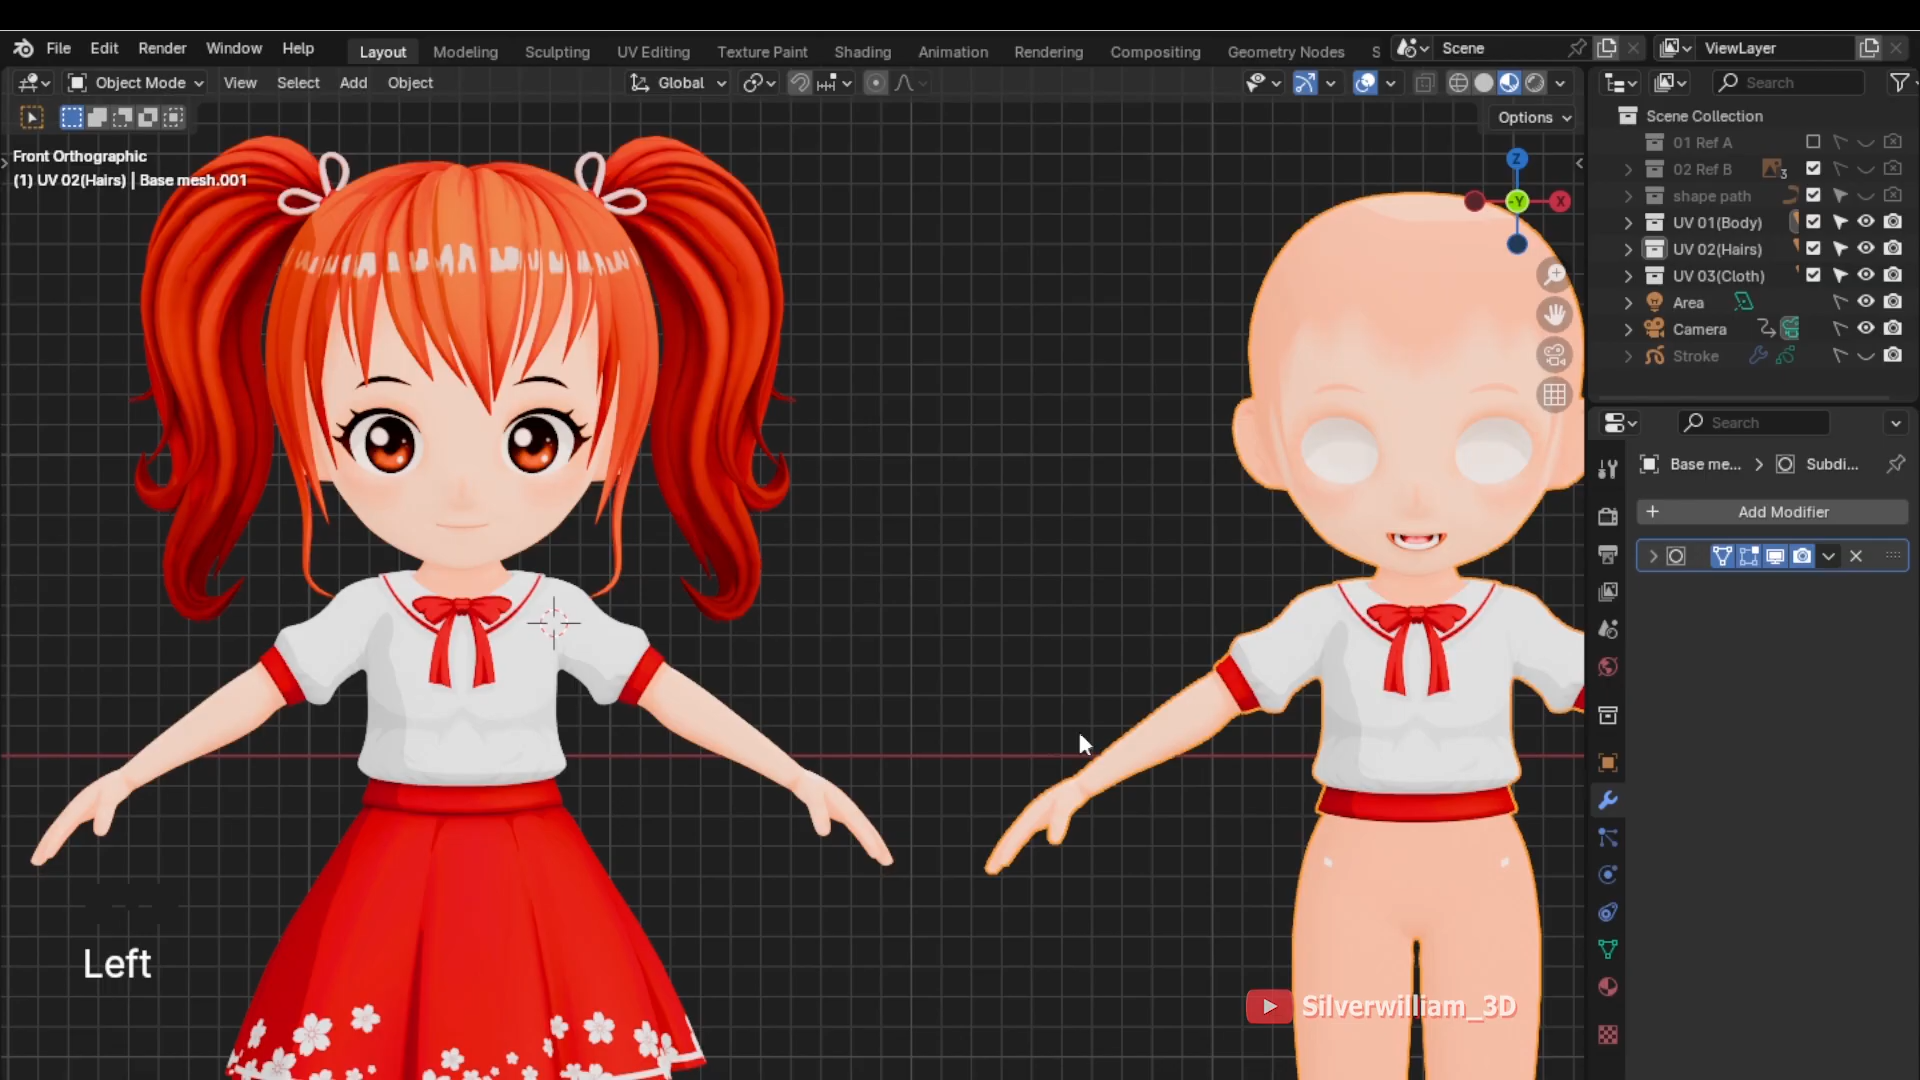 File Edit Render Window Help Layout Modeling Sculpting UV Editing Texture Paint Shading Animation Rendering Compositing Geometry Nodes S Scene ViewLayer
Object Mode View Select Add Object Global Search
Options
Front Orthographic
(1) UV 02(Hairs) | Base mesh.001
Z
-Y
X
Scene Collection
01 Ref A
02 Ref B 3
shape path
UV 01(Body)
UV 02(Hairs)
UV 03(Cloth)
Area
Camera
Stroke
Search
Base me... Subdi...
Add Modifier
Left
Silverwilliam_3D